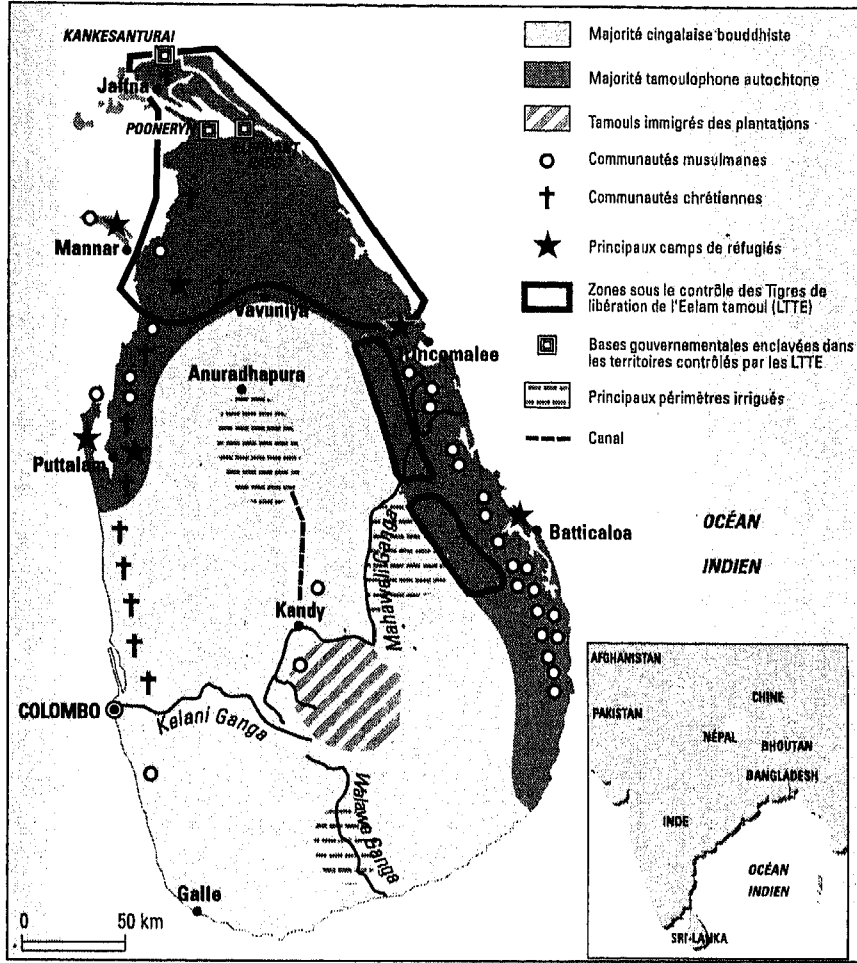 KANKESANTURAI
Jaffna
POONERYN
Mannar
Vavuniya
Trincomalee
Anuradhapura
Puttalam
Batticaloa
Mahaweli Ganga
Kandy
COLOMBO
Kelani Ganga
Walawe Ganga
Galle
0 50 km
Majorité cingalaise bouddhiste
Majorité tamoulophone autochtone
Tamouls immigrés des plantations
Communautés musulmanes
Communautés chrétiennes
Principaux camps de réfugiés
Zones sous le contrôle des Tigres de
libération de l'Eelam tamoul (LTTE)
Bases gouvernementales enclavées dans
les territoires contrôlés par les LTTE
Principaux périmètres irrigués
Canal
OCÉAN
INDIEN
AFGHANISTAN
CHINE
PAKISTAN
NÉPAL
BHOUTAN
BANGLADESH
INDE
OCÉAN
INDIEN
SRI-LANKA